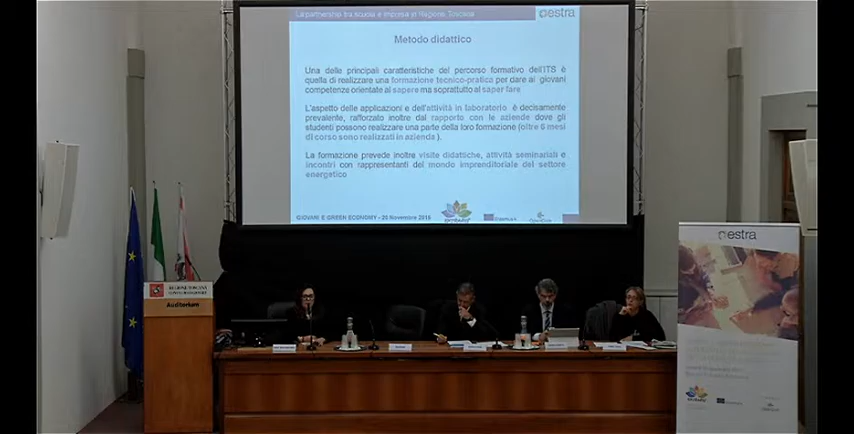 La partnership tra scuola e impresa in Regione Toscana
estra
Metodo didattico
Una delle principali caratteristiche del percorso formativo dell'ITS è
quella di realizzare una formazione tecnico-pratica per dare ai giovani
competenze orientate al sapere ma soprattutto al saper fare
L'aspetto delle applicazioni e dell'attività in laboratorio è decisamente
prevalente, rafforzato inoltre dal rapporto con le aziende dove gli
studenti possono realizzare una parte della loro formazione (oltre 6 mesi
di corso sono realizzati in azienda ).
La formazione prevede inoltre visite didattiche, attività seminariali e
incontri con rappresentanti del mondo imprenditoriale del settore
energetico
GIOVANI E GREEN ECONOMY - 25 Novembre 2016
Erasmus+
REGIONE TOSCANA
Auditorium
estra